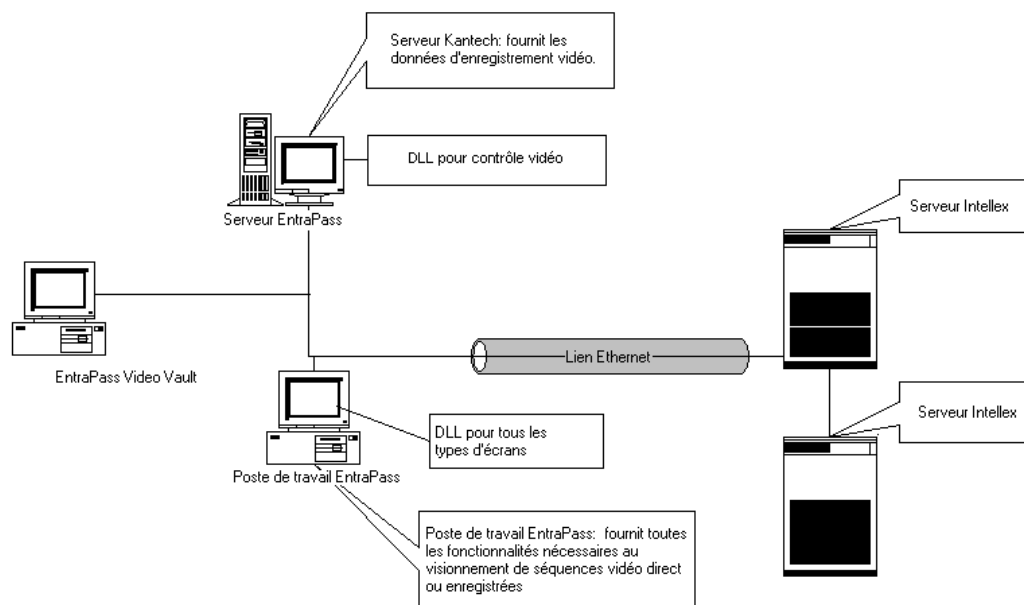 Serveur Kantech: fournit les
données d'enregistrement vidéo.
DLL pour contrôle vidéo
Serveur EntraPass
Serveur Intellex
EntraPass Video Vault
Lien Ethernet
Serveur Intellex
DLL pour tous les
types d'écrans
Poste de travail EntraPass
Poste de travail EntraPass: fournit toutes
les fonctionnalités nécessaires au
visionnement de séquences vidéo direct
ou enregistrées